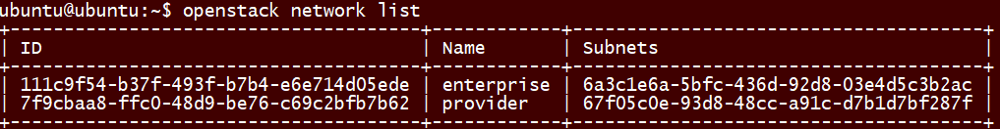 ubuntu@ubuntu:~$ openstack network list
+--------------------------------------+------------+--------------------------------------+
| ID                                   | Name       | Subnets                              |
+--------------------------------------+------------+--------------------------------------+
| 111c9f54-b37f-493f-b7b4-e6e714d05ede | enterprise | 6a3c1e6a-5bfc-436d-92d8-03e4d5c3b2ac |
| 7f9cbaa8-ffc0-48d9-be76-c69c2bfb7b62 | provider   | 67f05c0e-93d8-48cc-a91c-d7b1d7bf287f |
+--------------------------------------+------------+--------------------------------------+